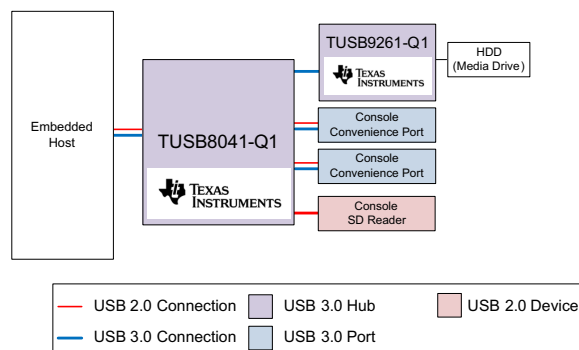 TUSB9261-Q1
TEXAS
INSTRUMENTS
HDD
(Media Drive)
Embedded
Host
TUSB8041-Q1
TEXAS
INSTRUMENTS
Console
Convenience Port
Console
Convenience Port
Console
SD Reader
USB 2.0 Connection
USB 3.0 Hub
USB 2.0 Device
USB 3.0 Connection
USB 3.0 Port